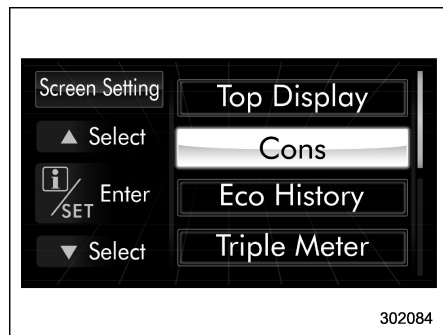 Screen Setting
▲ Select
i/SET Enter
▼ Select
Top Display
Cons
Eco History
Triple Meter
302084